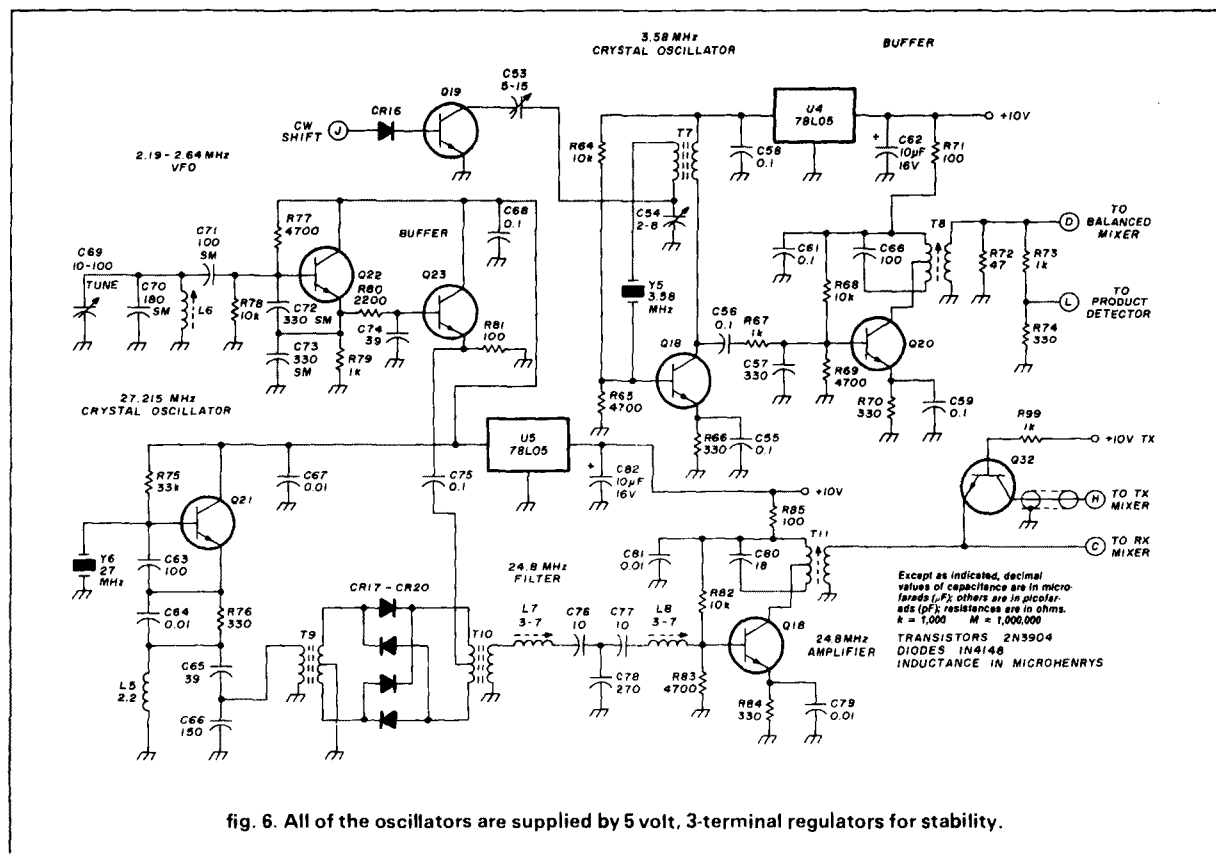 3.58 MHz
CRYSTAL OSCILLATOR
BUFFER
C53
5-15
Q19
CR16
CW
SHIFT
J
U4
78L05
+10V
2.19-2.64 MHz
VFO
R64
10k
T7
C58
0.1
C62
+
10µF
16V
R71
100
C69
10-100
TUNE
C71
100
SM
R77
4700
BUFFER
C68
0.1
C54
2-8
C61
0.1
C66
100
T8
TO
BALANCED
MIXER
D
R72
47
R73
1k
Q22
R80
2200
Q23
C70
180
SM
L6
R78
10k
C72
330 SM
C74
39
R81
100
Y5
3.58
MHz
R68
10k
TO
PRODUCT
DETECTOR
L
C73
330
SM
R79
1k
C56
0.1
R67
1k
Q18
C57
330
Q20
R74
330
R65
4700
R69
4700
27.215 MHz
CRYSTAL OSCILLATOR
R66
330
C55
0.1
R70
330
C59
0.1
R99
1k
+10V TX
U5
78L05
Q32
R75
33k
C67
0.01
C75
0.1
+
C82
10µF
16V
+10V
TO TX
MIXER
H
Q21
R85
100
T11
TO RX
MIXER
C
Y6
27
MHz
C63
100
24.8 MHz
FILTER
C81
0.01
C80
18
Except as indicated, decimal
values of capacitance are in micro-
farads (µF); others are in picofar-
ads (pF); resistances are in ohms.
k = 1,000 M = 1,000,000
TRANSISTORS 2N3904
DIODES IN4148
INDUCTANCE IN MICROHENRYS
CR17 - CR20
C64
0.01
R76
330
L7
3-7
C76
10
C77
10
L8
3-7
R82
10k
Q18
24.8MHz
AMPLIFIER
T9
T10
C65
39
L5
2.2
C78
270
R83
4700
C66
150
R84
330
C79
0.01
fig. 6. All of the oscillators are supplied by 5 volt, 3-terminal regulators for stability.